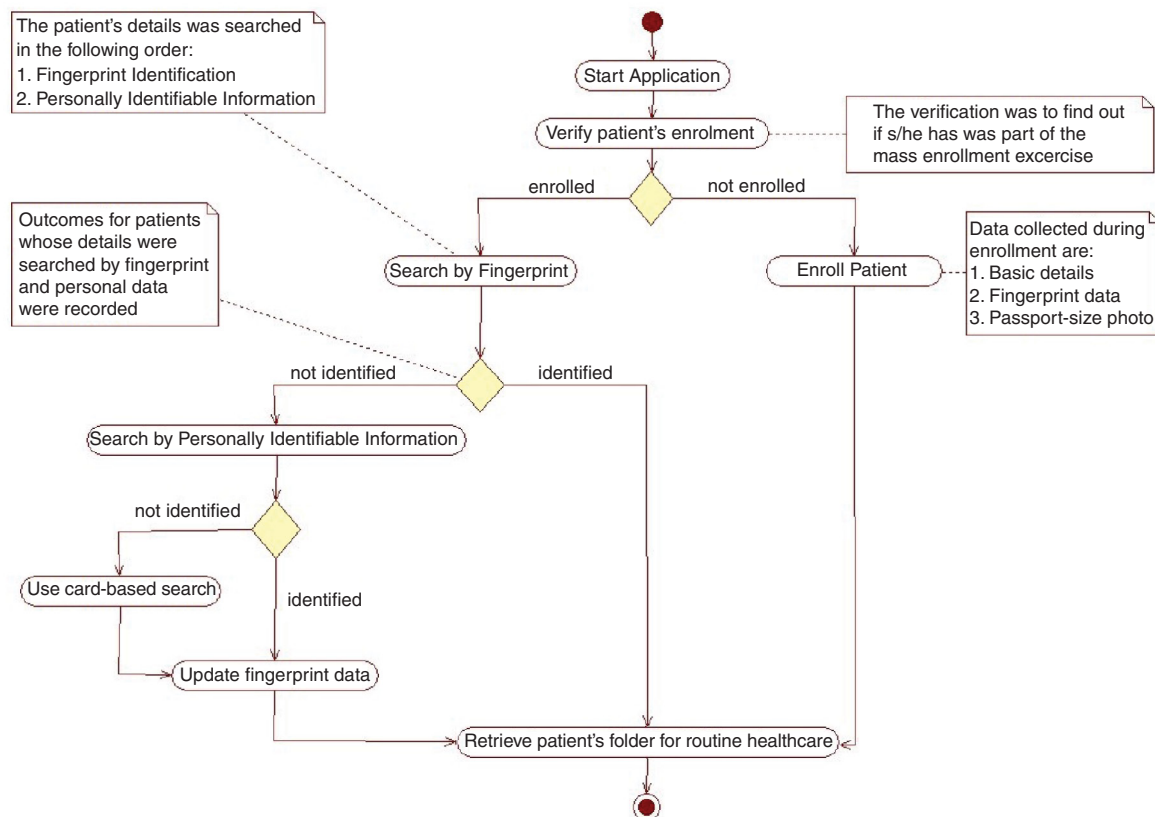 The patient's details was searched
in the following order:
1. Fingerprint Identification
2. Personally Identifiable Information
Start Application
Verify patient's enrolment
The verification was to find out
if s/he has was part of the
mass enrollment excercise
enrolled
not enrolled
Outcomes for patients
whose details were
searched by fingerprint
and personal data
were recorded
Search by Fingerprint
Enroll Patient
Data collected during
enrollment are:
1. Basic details
2. Fingerprint data
3. Passport-size photo
not identified
identified
Search by Personally Identifiable Information
not identified
Use card-based search
identified
Update fingerprint data
Retrieve patient's folder for routine healthcare